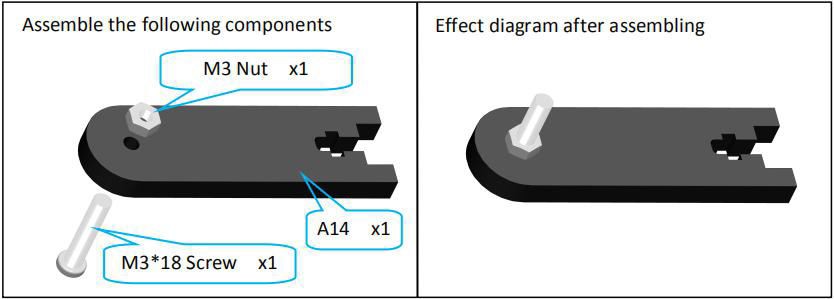 Assemble the following components
M3 Nut x1
A14 x1
M3*18 Screw x1
Effect diagram after assembling